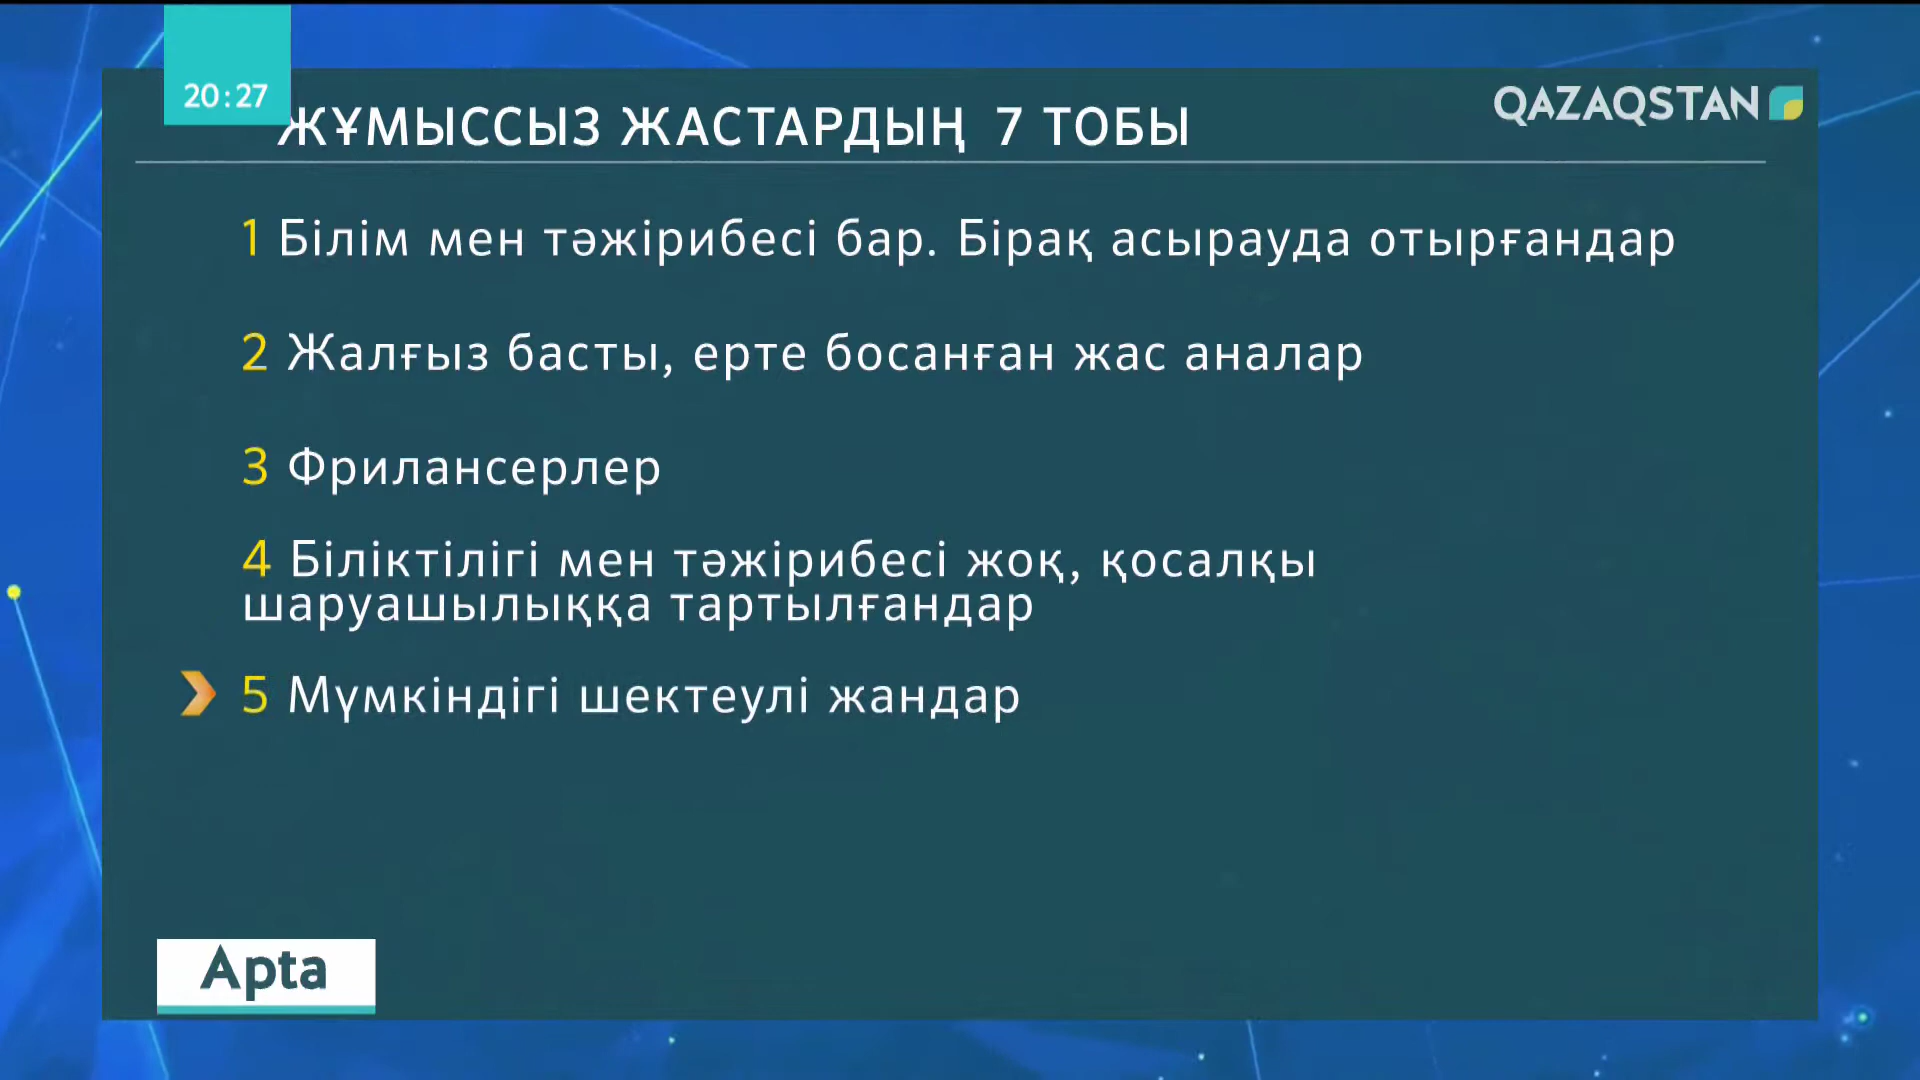 20:27
ЖҰМЫССЫЗ ЖАСТАРДЫҢ 7 ТОБЫ
QAZAQSTAN
1 Білім мен тәжірибесі бар. Бірақ асырауда отырғандар
2 Жалғыз басты, ерте босанған жас аналар
3 Фрилансерлер
4 Біліктілігі мен тәжірибесі жоқ, қосалқы
шаруашылыққа тартылғандар
5 Мүмкіндігі шектеулі жандар
Apta